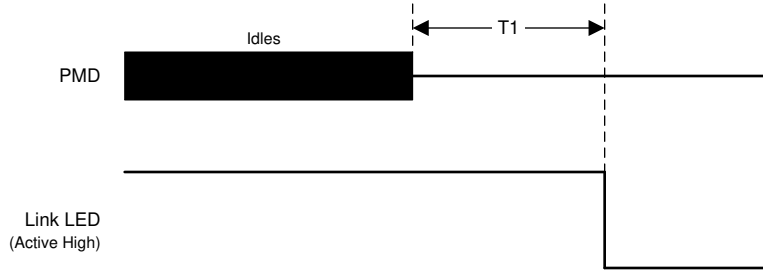 Idles
T1
PMD
Link LED
(Active High)